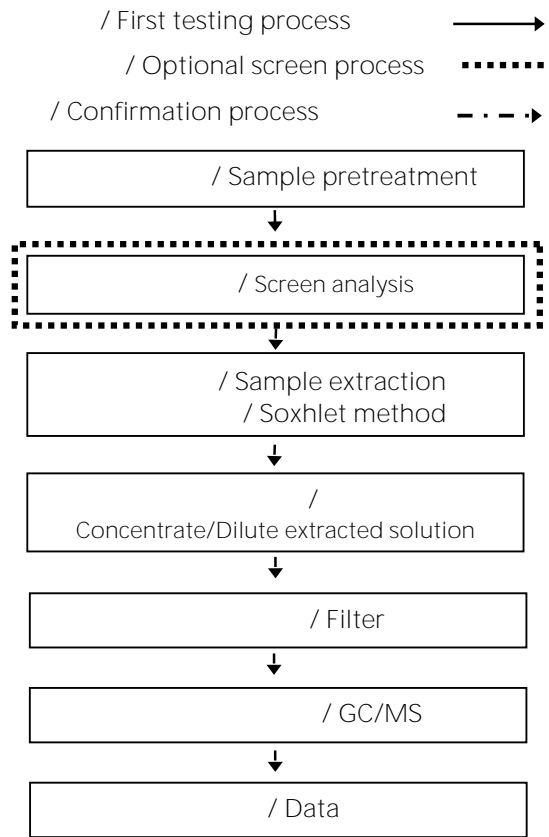 / First testing process
/ Optional screen process
/ Confirmation process
/ Sample pretreatment
/ Screen analysis
/ Sample extraction
/ Soxhlet method
/
Concentrate/Dilute extracted solution
/ Filter
/ GC/MS
/ Data